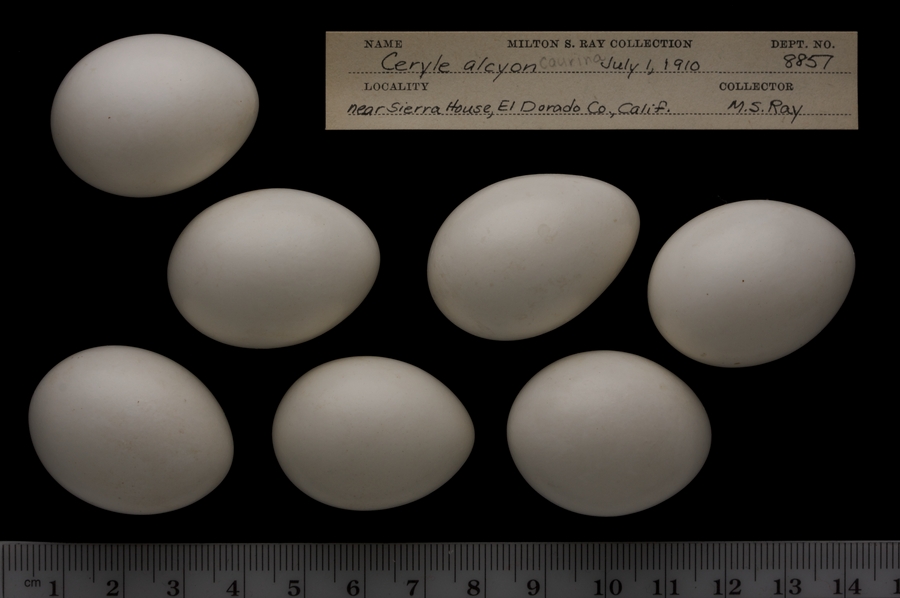 NAME MILTON S. RAY COLLECTION DEPT. NO.
Ceryle alcyon caurina July 1, 1910 8857
LOCALITY COLLECTOR
near Sierra House, El Dorado Co., Calif. M.S. Ray
cm 1 2 3 4 5 6 7 8 9 10 11 12 13 14